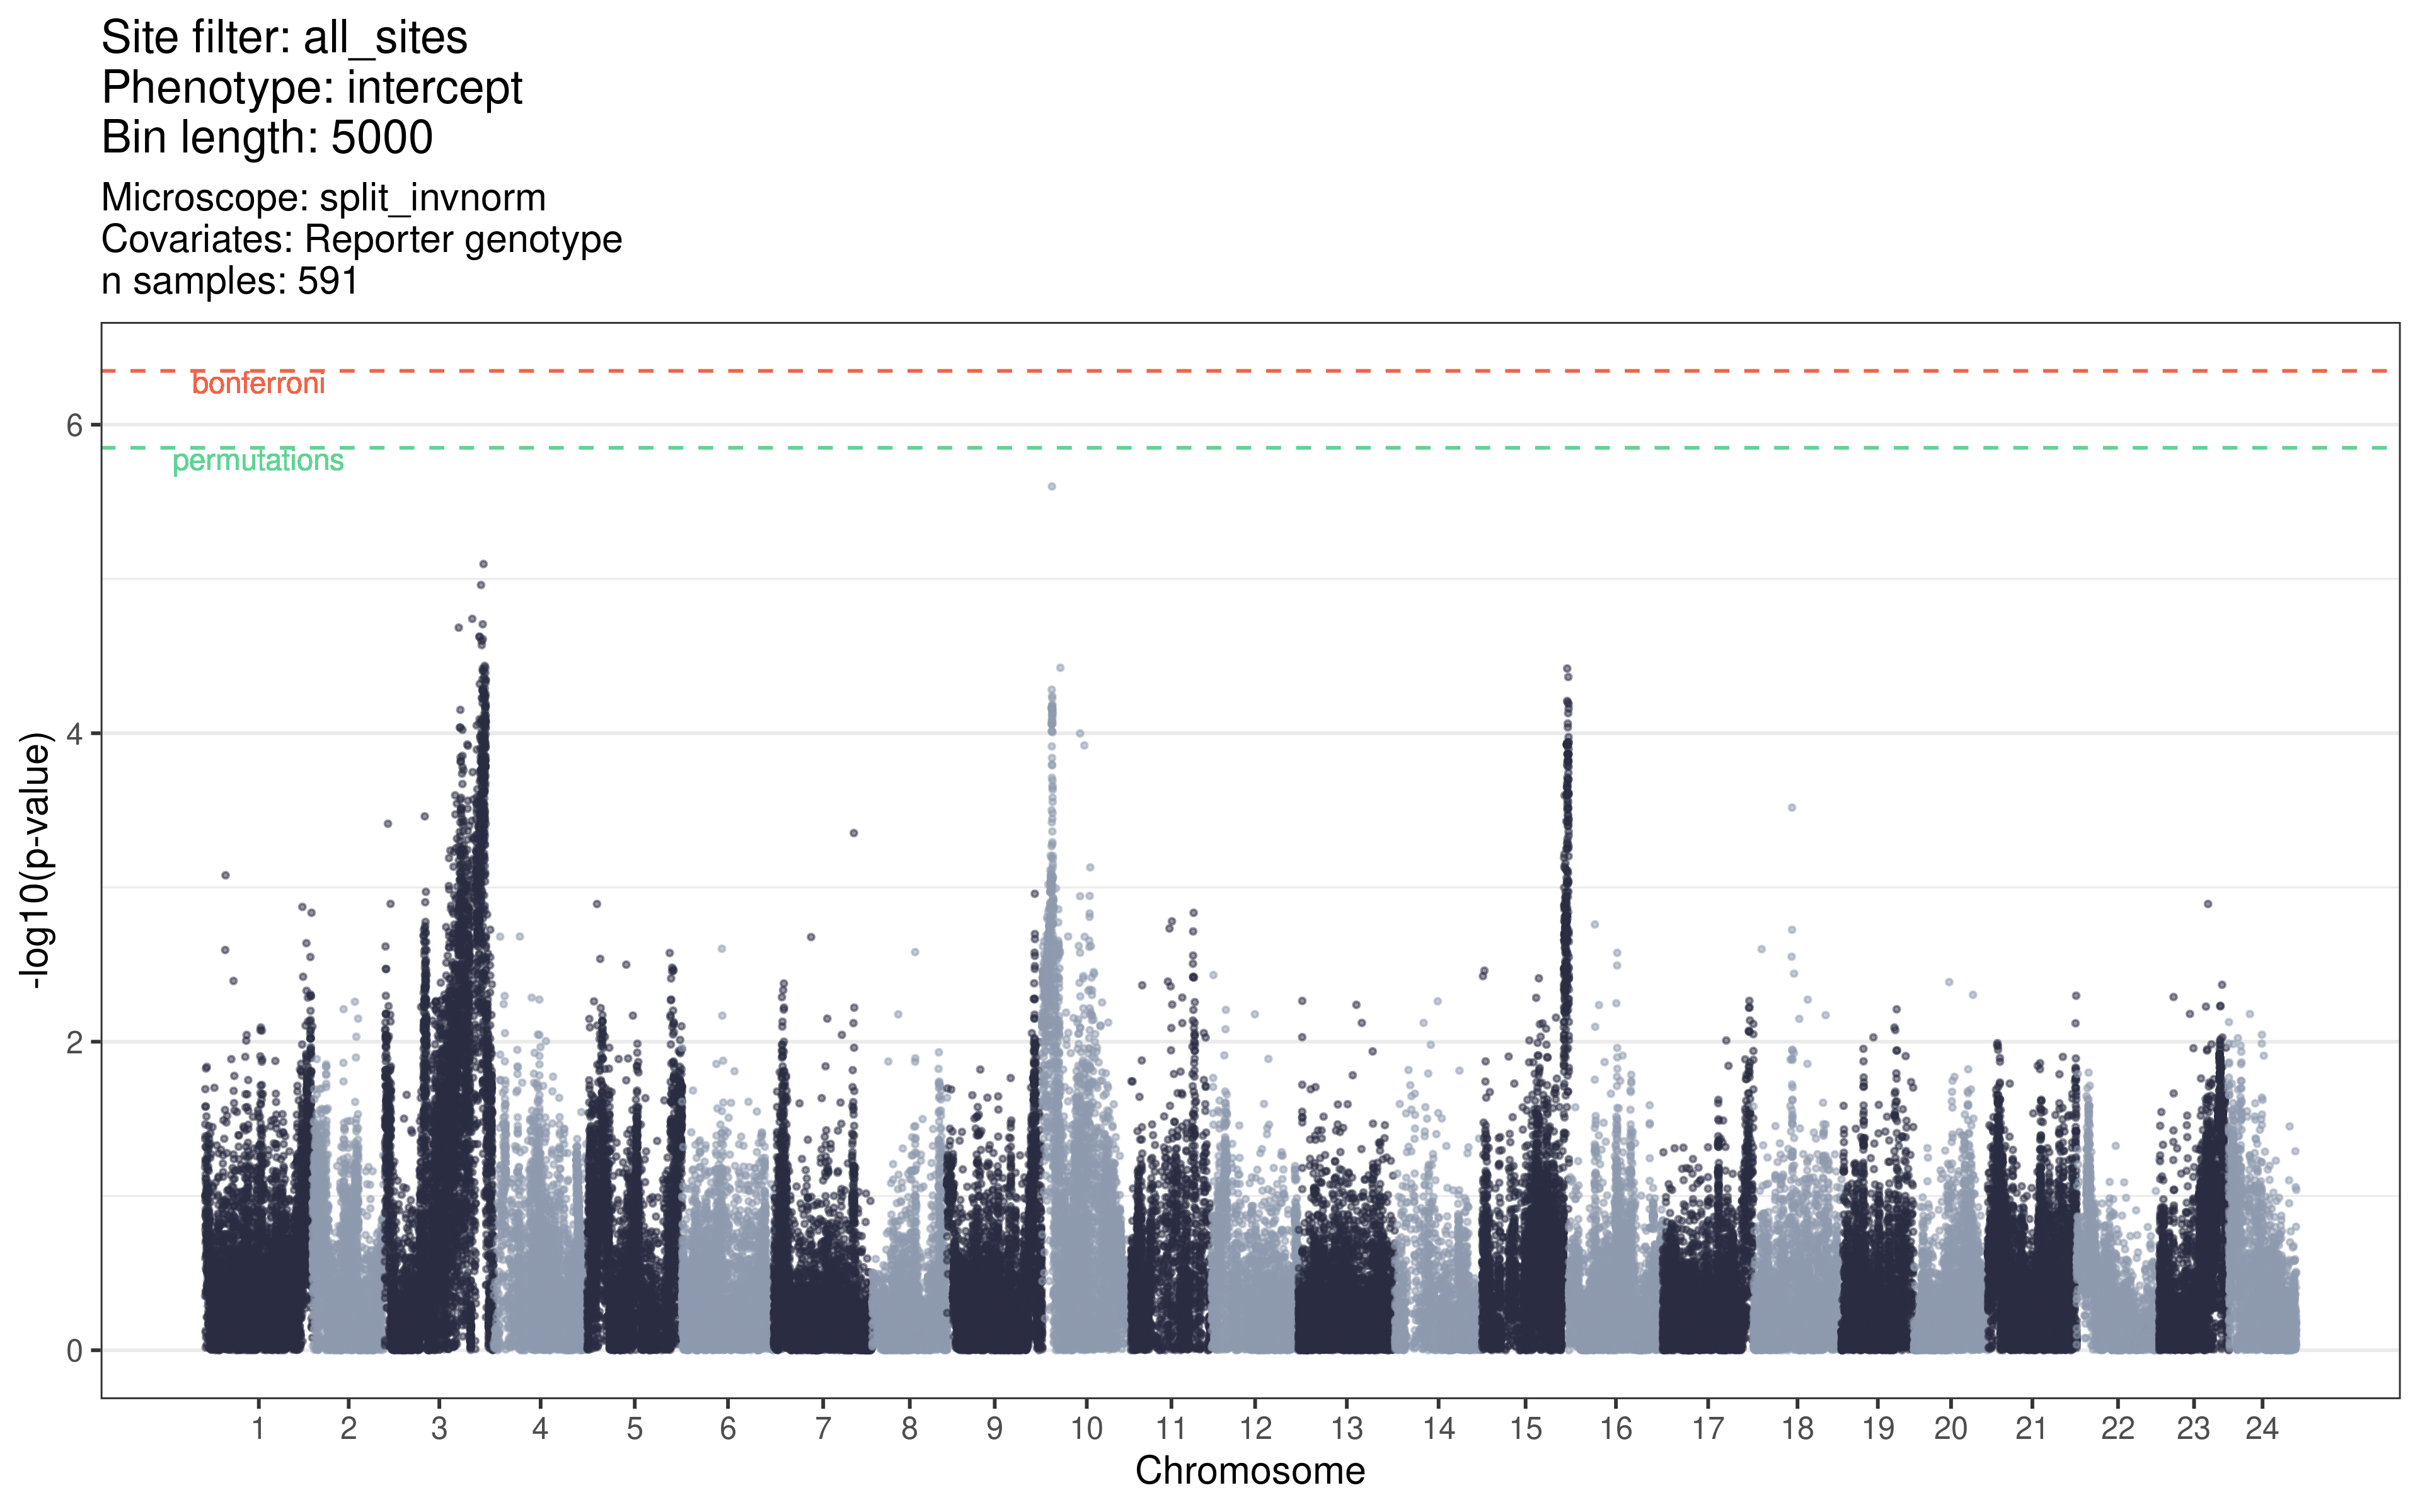 Site filter: all_sites
Phenotype: intercept
Bin length: 5000
Microscope: split_invnorm
Covariates: Reporter genotype
n samples: 591
bonferroni
6
permutations
4
-log10(p-value)
2
0
1 2 3 4 5 6 7 8 9 10 11 12 13 14 15 16 17 18 19 20 21 22 23 24
Chromosome